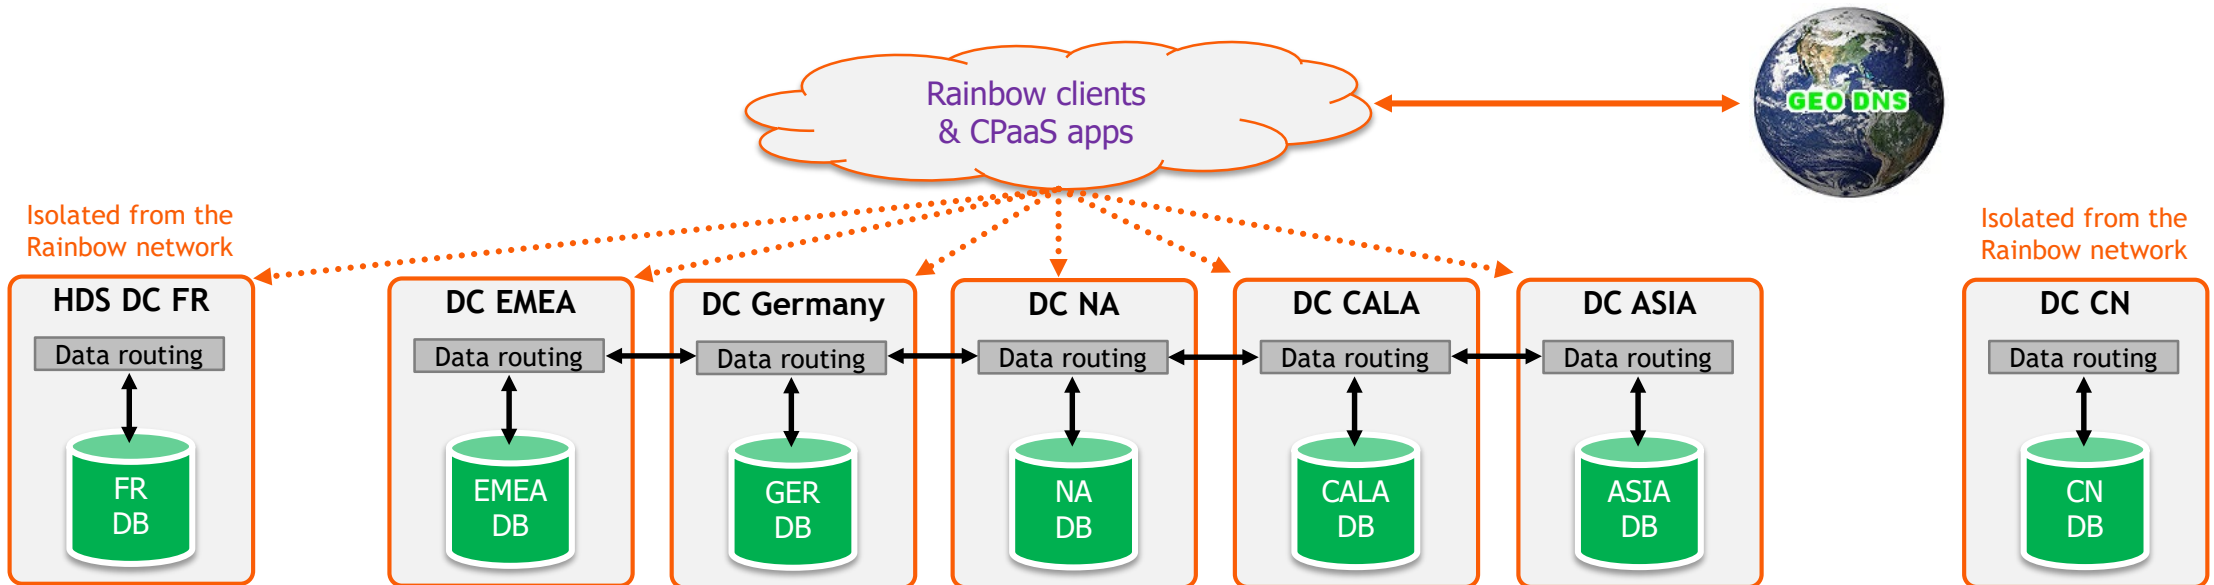 Rainbow clients
& CPaaS apps
GEO DNS
Isolated from the
Rainbow network
Isolated from the
Rainbow network
HDS DC FR
DC EMEA
DC Germany
DC NA
DC CALA
DC ASIA
DC CN
Data routing
Data routing
Data routing
Data routing
Data routing
Data routing
Data routing
FR
DB
EMEA
DB
GER
DB
NA
DB
CALA
DB
ASIA
DB
CN
DB